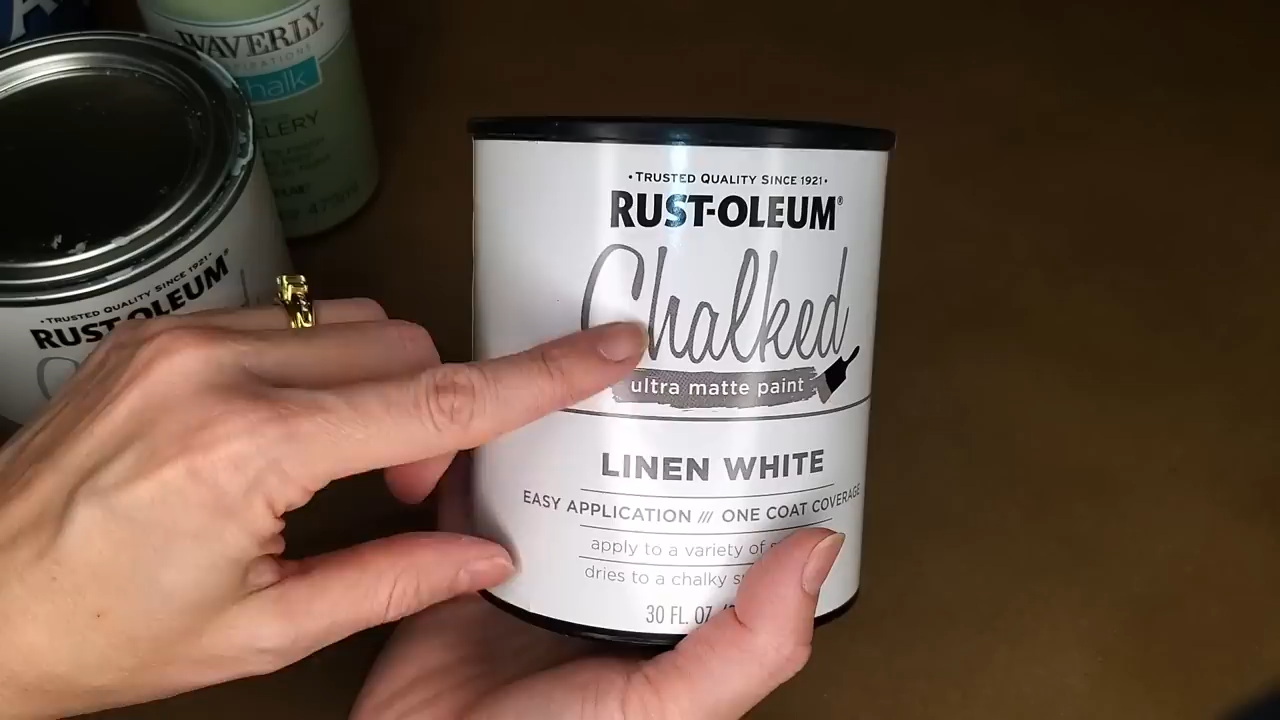 WAVERLY
halk
LLERY
•TRUSTED QUALITY SINCE 1921•
RUST-OLEUM®
•TRUSTED QUALITY SINCE 1921•
RUST-OLEUM®
Chalked
ultra matte paint
LINEN WHITE
EASY APPLICATION /// ONE COAT COVERAGE
apply to a variety of
dries to a chalky
30 FL. OZ.